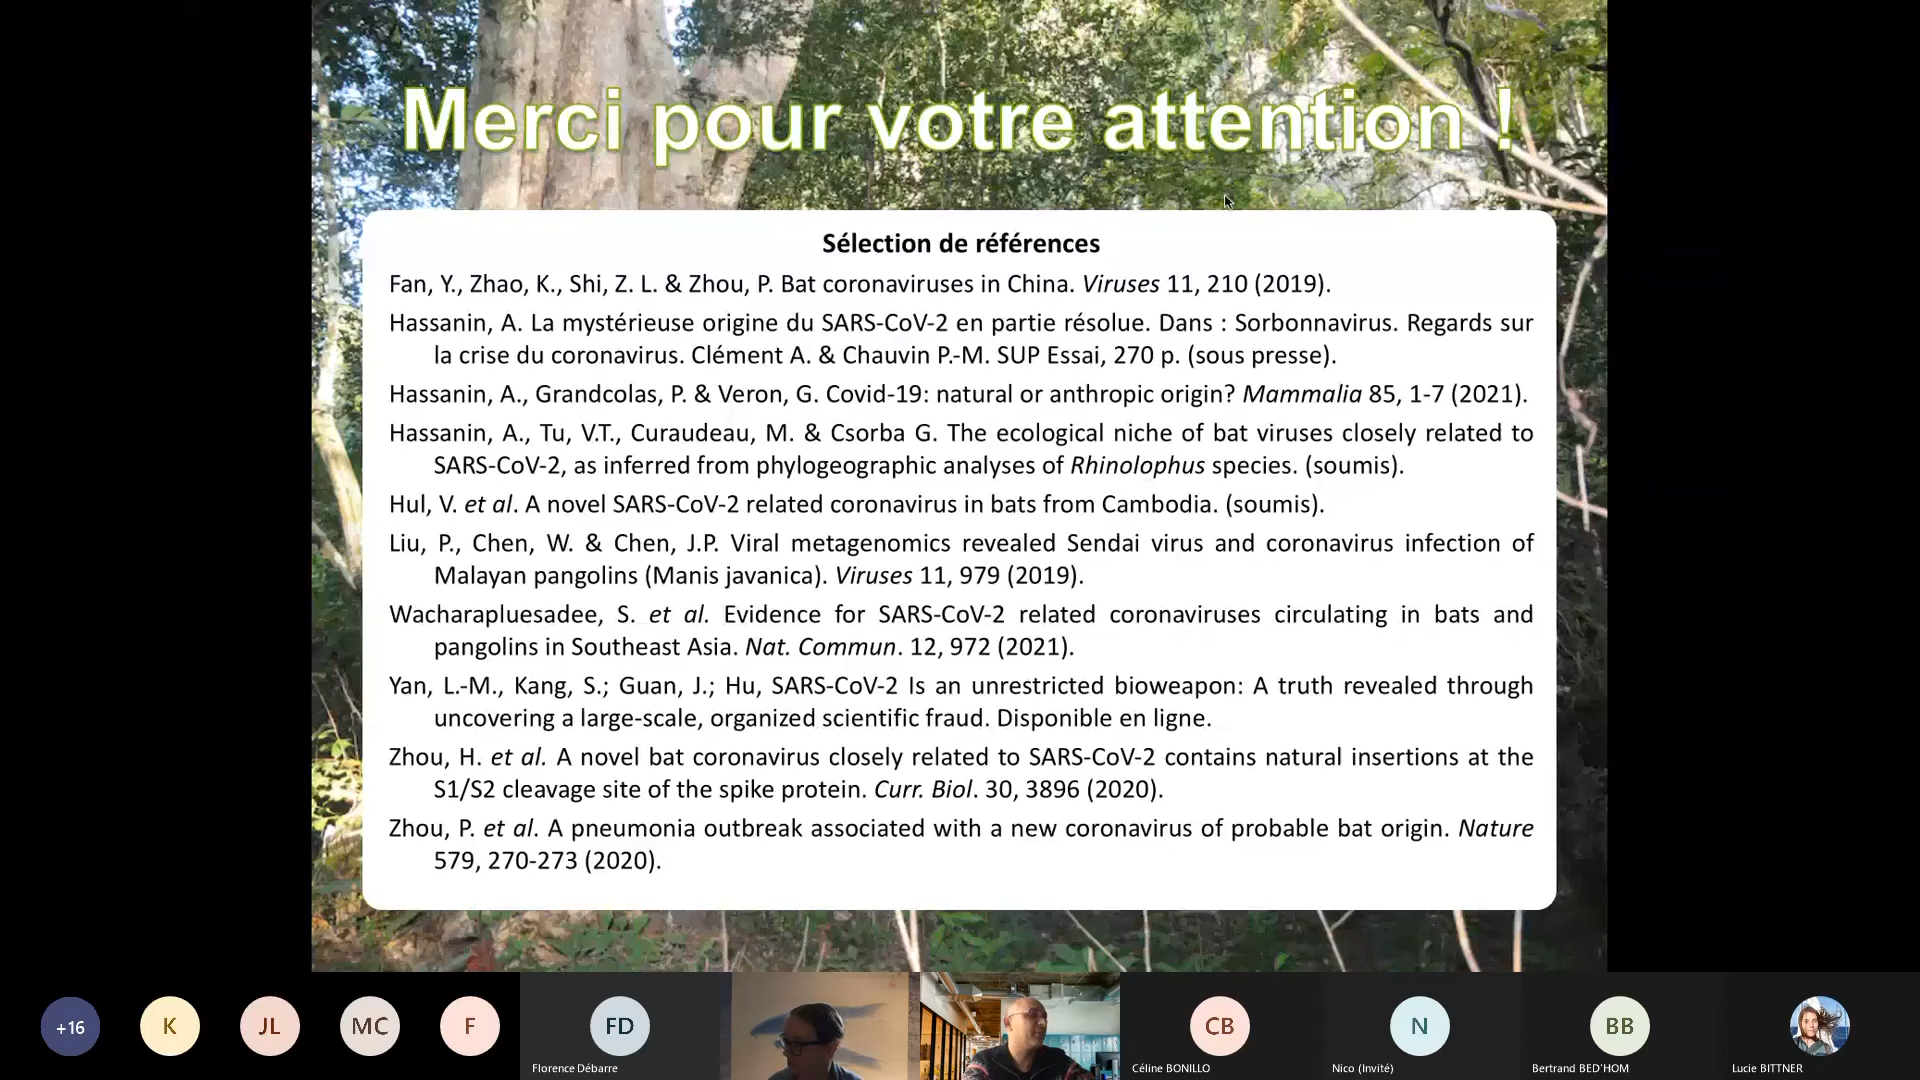 Merci pour votre attention !
Sélection de références
Fan, Y., Zhao, K., Shi, Z. L. & Zhou, P. Bat coronaviruses in China. Viruses 11, 210 (2019).
Hassanin, A. La mystérieuse origine du SARS-CoV-2 en partie résolue. Dans : Sorbonnavirus. Regards sur
la crise du coronavirus. Clément A. & Chauvin P.-M. SUP Essai, 270 p. (sous presse).
Hassanin, A., Grandcolas, P. & Veron, G. Covid-19: natural or anthropic origin? Mammalia 85, 1-7 (2021).
Hassanin, A., Tu, V.T., Curaudeau, M. & Csorba G. The ecological niche of bat viruses closely related to
SARS-CoV-2, as inferred from phylogeographic analyses of Rhinolophus species. (soumis).
Hul, V. et al. A novel SARS-CoV-2 related coronavirus in bats from Cambodia. (soumis).
Liu, P., Chen, W. & Chen, J.P. Viral metagenomics revealed Sendai virus and coronavirus infection of
Malayan pangolins (Manis javanica). Viruses 11, 979 (2019).
Wacharapluesadee, S. et al. Evidence for SARS-CoV-2 related coronaviruses circulating in bats and
pangolins in Southeast Asia. Nat. Commun. 12, 972 (2021).
Yan, L.-M., Kang, S.; Guan, J.; Hu, SARS-CoV-2 Is an unrestricted bioweapon: A truth revealed through
uncovering a large-scale, organized scientific fraud. Disponible en ligne.
Zhou, H. et al. A novel bat coronavirus closely related to SARS-CoV-2 contains natural insertions at the
S1/S2 cleavage site of the spike protein. Curr. Biol. 30, 3896 (2020).
Zhou, P. et al. A pneumonia outbreak associated with a new coronavirus of probable bat origin. Nature
579, 270-273 (2020).
+16 K JL MC F FD CB N BB
Florence Débarre Céline BONILLO Nico (Invité) Bertrand BED'HOM Lucie BITTNER